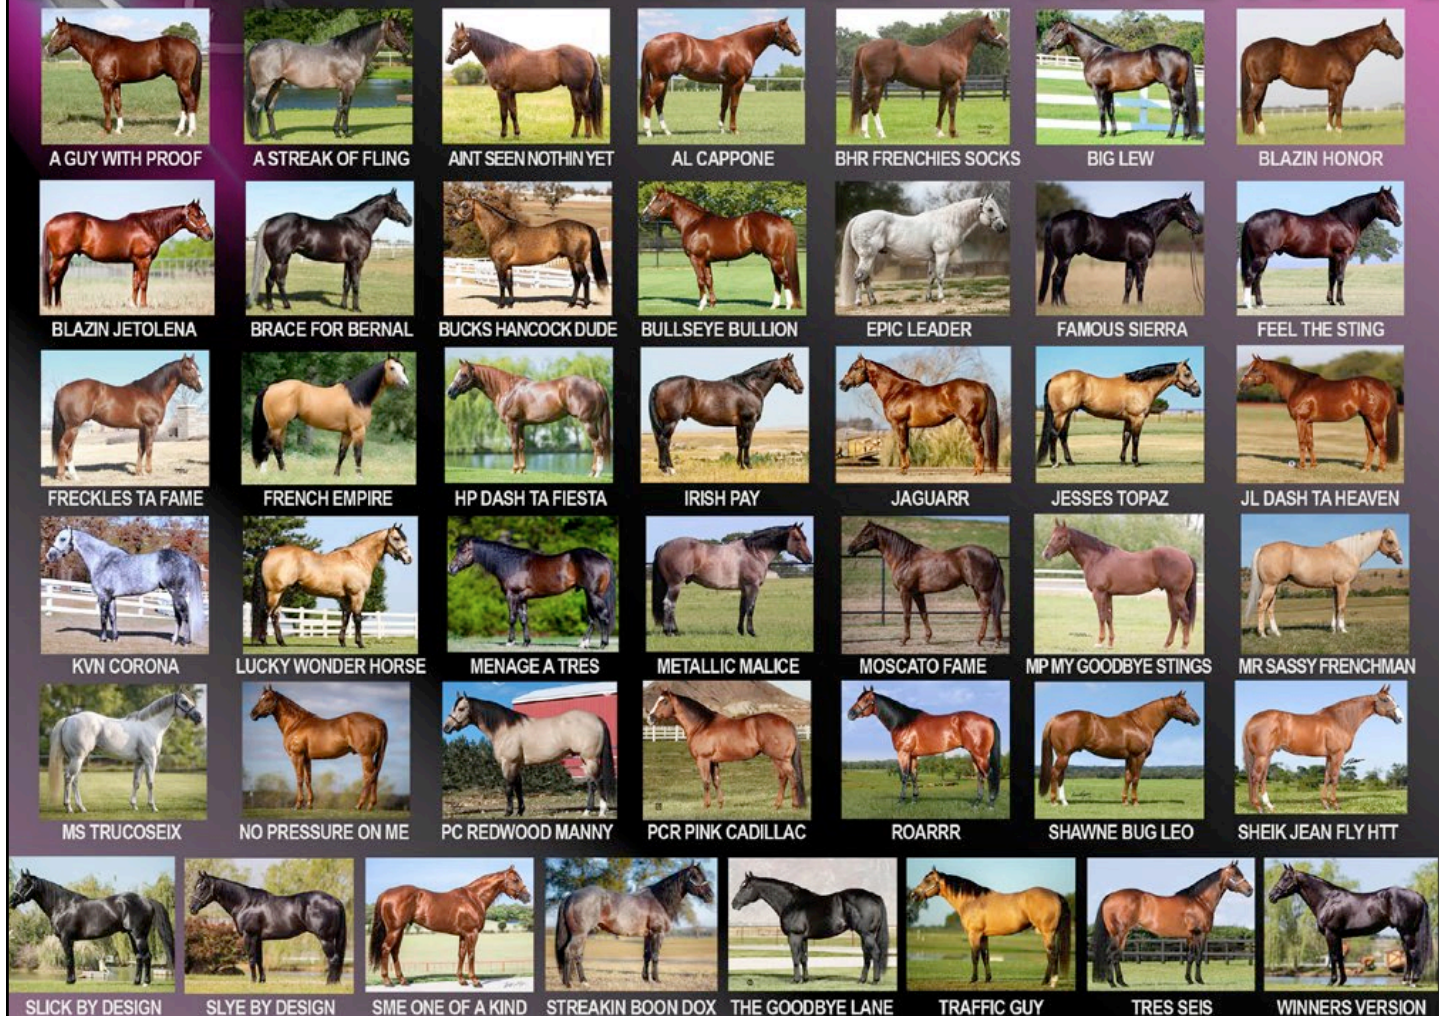 A GUY WITH PROOF
A STREAK OF FLING
AINT SEEN NOTHIN YET
AL CAPPONE
BHR FRENCHIES SOCKS
BIG LEW
BLAZIN HONOR
BLAZIN JETOLENA
BRACE FOR BERNAL
BUCKS HANCOCK DUDE
BULLSEYE BULLION
EPIC LEADER
FAMOUS SIERRA
FEEL THE STING
FRECKLES TA FAME
FRENCH EMPIRE
HP DASH TA FIESTA
IRISH PAY
JAGUARR
JESSES TOPAZ
JL DASH TA HEAVEN
KVN CORONA
LUCKY WONDER HORSE
MENAGE A TRES
METALLIC MALICE
MOSCATO FAME
MP MY GOODBYE STINGS
MR SASSY FRENCHMAN
MS TRUCOSEIX
NO PRESSURE ON ME
PC REDWOOD MANNY
PCR PINK CADILLAC
ROARRR
SHAWNE BUG LEO
SHEIK JEAN FLY HTT
SLICK BY DESIGN
SLYE BY DESIGN
SME ONE OF A KIND
STREAKIN BOON DOX
THE GOODBYE LANE
TRAFFIC GUY
TRES SEIS
WINNERS VERSION